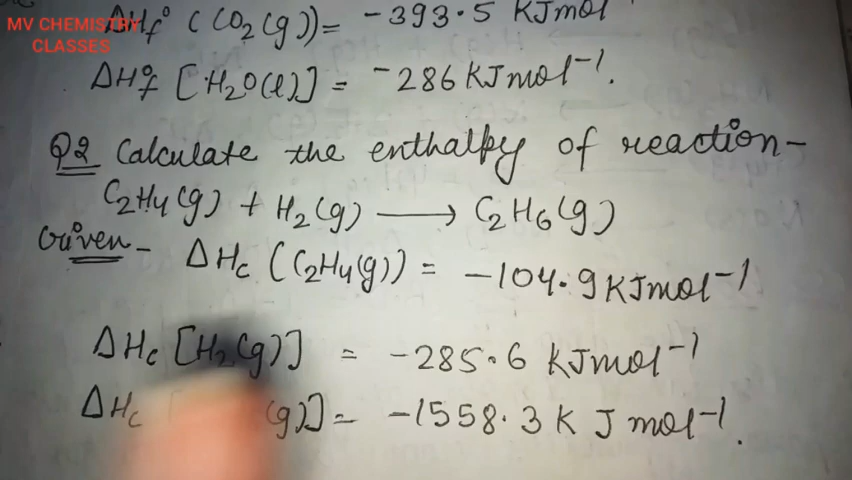 MV CHEMISTRY
CLASSES
ΔHf° (CO2(g)) = -393.5 KJmol
ΔHf° [H2O(l)] = -286 KJmol-1.
Q2 Calculate the enthalpy of reaction-
C2H4(g) + H2(g) ⟶ C2H6(g)
Given- ΔHc (C2H4(g)) = -104.9 KJmol-1
ΔHc [H2(g)] = -285.6 KJmol-1
ΔHc (g)] = -1558.3 K J mol-1.